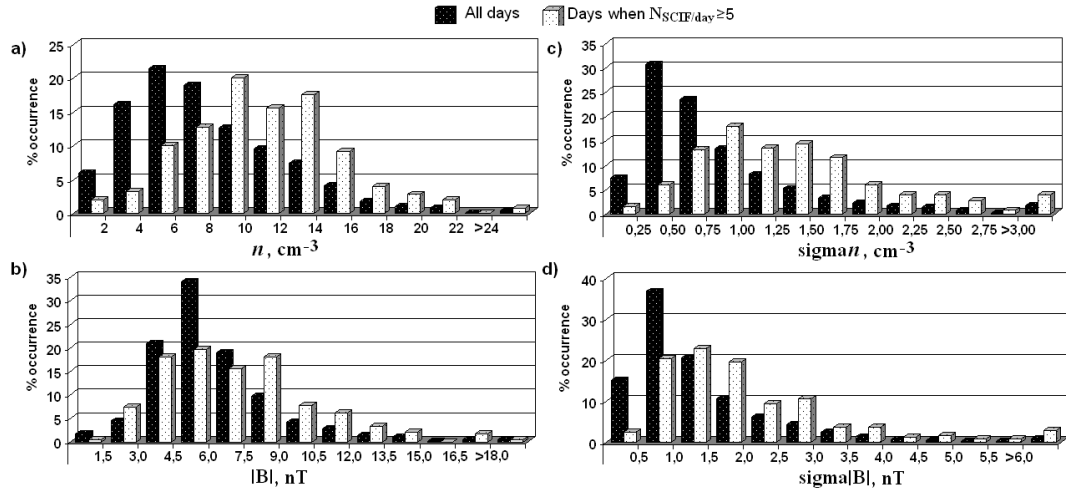 All days
Days when N_SCIF/day ≥5
a)
% occurrence
25
20
15
10
5
0
2 4 6 8 10 12 14 16 18 20 22 >24
n, cm-3
c)
% occurrence
35
30
25
20
15
10
5
0
0,25 0,50 0,75 1,00 1,25 1,50 1,75 2,00 2,25 2,50 2,75 >3,00
sigman, cm-3
b)
% occurrence
35
30
25
20
15
10
5
0
1,5 3,0 4,5 6,0 7,5 9,0 10,5 12,0 13,5 15,0 16,5 >18,0
|B|, nT
d)
% occurrence
40
30
20
10
0
0,5 1,0 1,5 2,0 2,5 3,0 3,5 4,0 4,5 5,0 5,5 >6,0
sigma|B|, nT